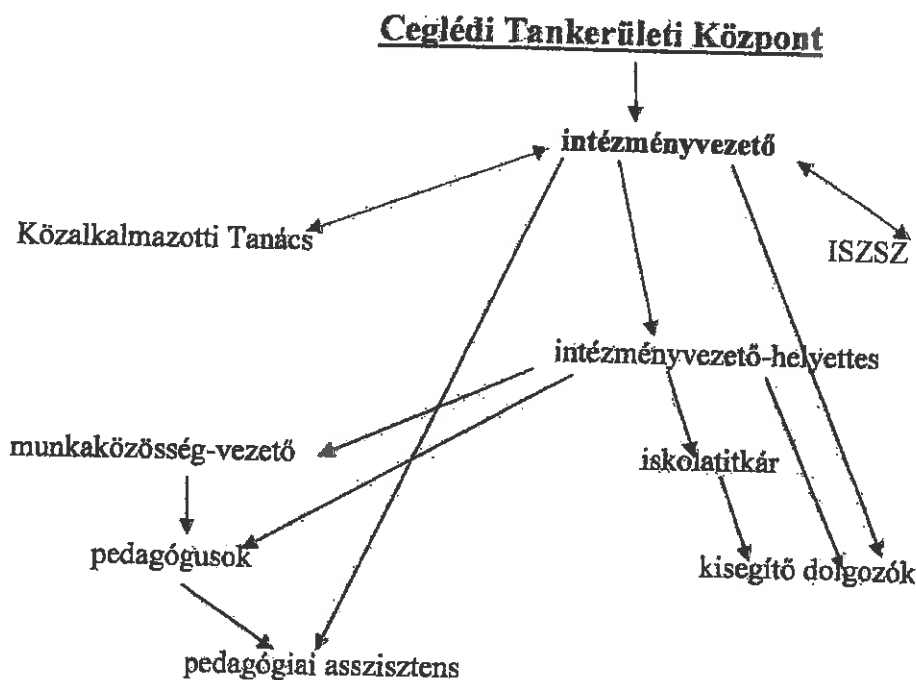 Ceglédi Tankerületi Központ
intézményvezető
Közalkalmazotti Tanács
ISZSZ
intézményvezető-helyettes
munkaközösség-vezető
iskolatitkár
pedagógusok
kisegítő dolgozók
pedagógiai asszisztens